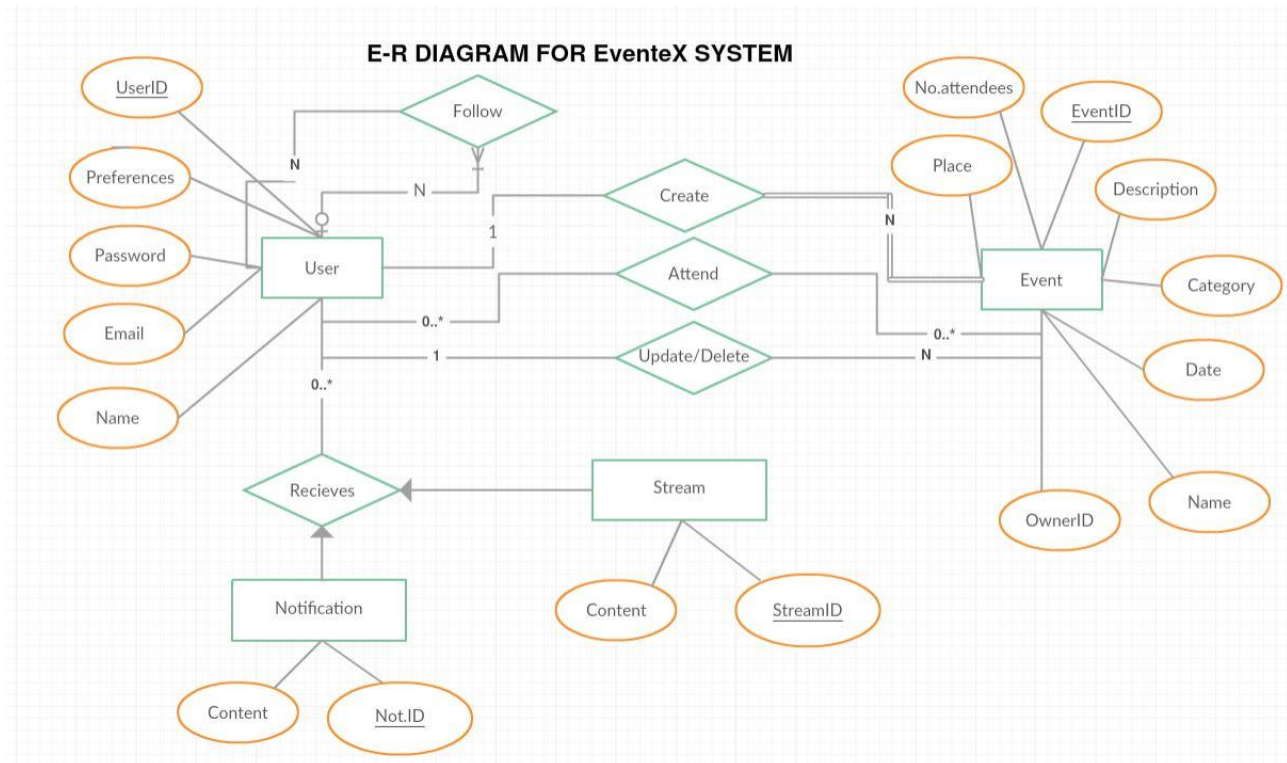 E-R DIAGRAM FOR EventeX SYSTEM
UserID
Follow
No.attendees
EventID
N
Place
Preferences
N
Create
Description
N
1
Password
User
Attend
Event
Category
0..*
0..*
Email
1
Update/Delete
N
Date
0..*
Name
Recieves
Stream
Name
OwnerID
Notification
Content
StreamID
Content
Not.ID